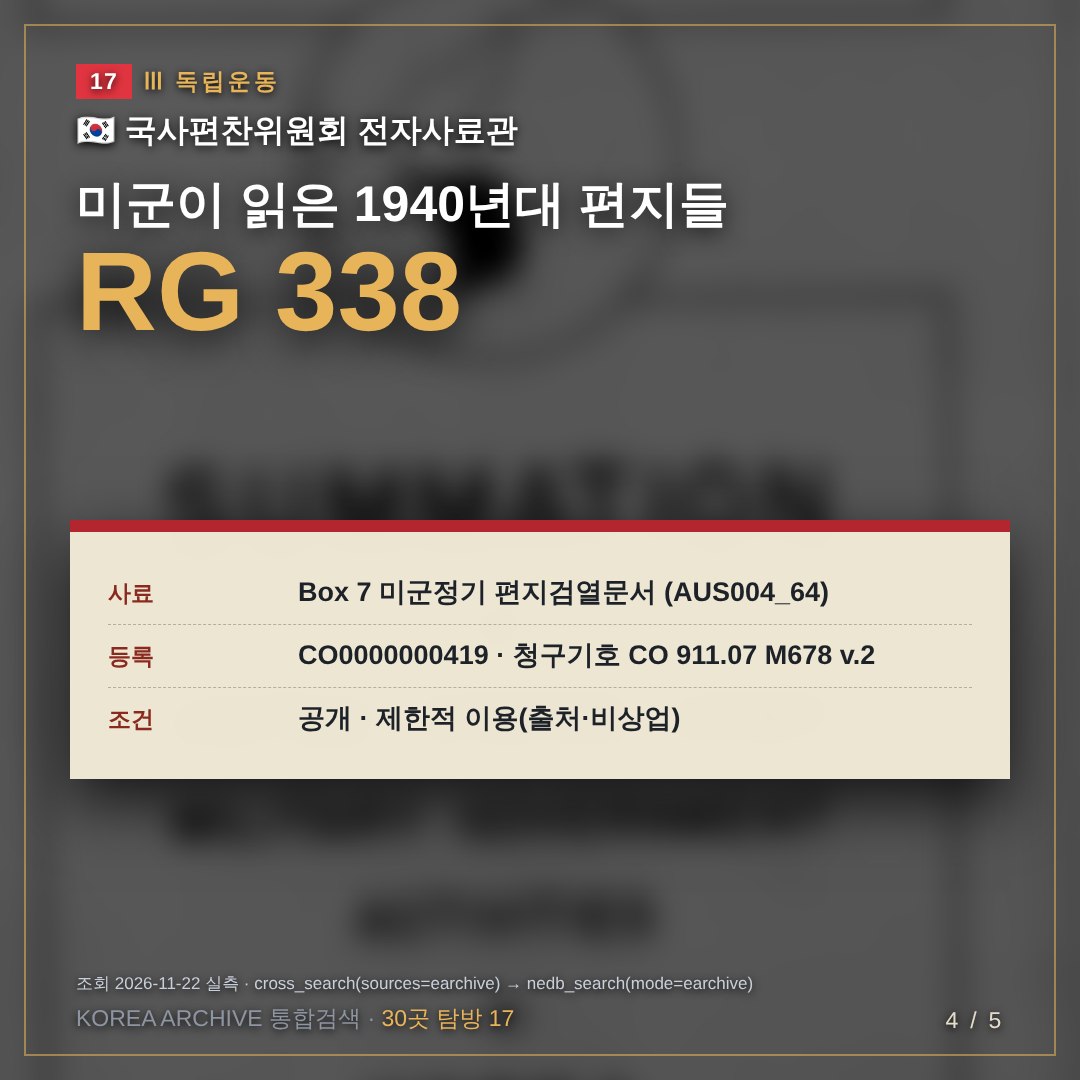 17 Ⅲ 독립운동
🇰🇷 국사편찬위원회 전자사료관
미군이 읽은 1940년대 편지들
RG 338
SUMMATION
사료 Box 7 미군정기 편지검열문서 (AUS004_64)
등록 CO0000000419 · 청구기호 CO 911.07 M678 v.2
조건 공개 · 제한적 이용(출처·비상업)
조회 2026-11-22 실측 · cross_search(sources=earchive) → nedb_search(mode=earchive)
KOREA ARCHIVE 통합검색 · 30곳 탐방 17
4 / 5